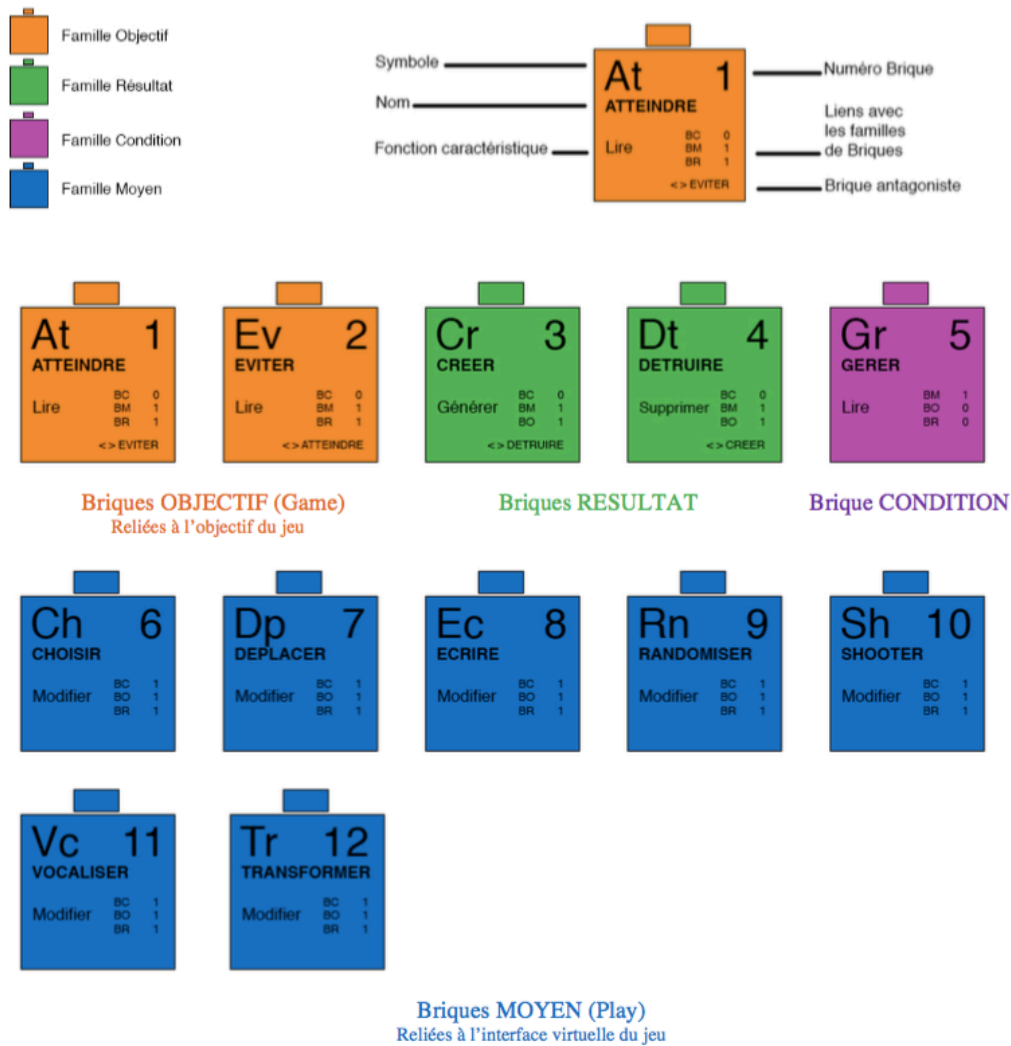 Famille Objectif
Famille Résultat
Famille Condition
Famille Moyen
Symbole
Nom
Fonction caractéristique
At 1
ATTEINDRE
Lire
BC 0
BM 1
BR 1
<> EVITER
Numéro Brique
Liens avec
les familles
de Briques
Brique antagoniste
At 1
ATTEINDRE
Lire
BC 0
BM 1
BR 1
<> EVITER
Ev 2
EVITER
Lire
BC 0
BM 1
BR 1
<> ATTEINDRE
Cr 3
CREER
Générer
BC 0
BM 1
BO 1
<> DETRUIRE
Dt 4
DETRUIRE
Supprimer
BC 0
BM 1
BO 1
<> CREER
Gr 5
GERER
Lire
BM 1
BO 0
BR 0
Briques OBJECTIF (Game)
Reliées à l'objectif du jeu
Briques RESULTAT
Brique CONDITION
Ch 6
CHOISIR
Modifier
BC 1
BO 1
BR 1
Dp 7
DEPLACER
Modifier
BC 1
BO 1
BR 1
Ec 8
ECRIRE
Modifier
BC 1
BO 1
BR 1
Rn 9
RANDOMISER
Modifier
BC 1
BO 1
BR 1
Sh 10
SHOOTER
Modifier
BC 1
BO 1
BR 1
Vc 11
VOCALISER
Modifier
BC 1
BO 1
BR 1
Tr 12
TRANSFORMER
Modifier
BC 1
BO 1
BR 1
Briques MOYEN (Play)
Reliées à l'interface virtuelle du jeu